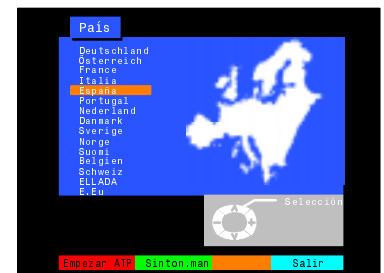 País
Deutschland
Österreich
France
Italia
España
Portugal
Nederland
Danmark
Sverige
Norge
Suomi
Belgien
Schweiz
ELLADA
E.Eu
Selección
Empezar ATP Sinton.man Salir